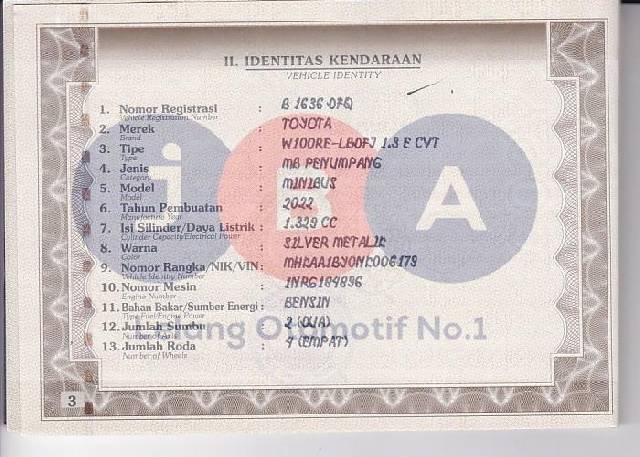 II. IDENTITAS KENDARAAN
VEHICLE IDENTITY
1. Nomor Registrasi : B 1636 DFQ
Vehicle Registration Number
2. Merek : TOYOTA
Brand
3. Tipe : W100RE-LBOFJ 1.3 E CVT
Type
4. Jenis : MB PENUMPANG
Category
5. Model : MINIBUS
Model
6. Tahun Pembuatan : 2022
Manufacture Year
7. Isi Silinder/Daya Listrik : 1.329 CC
Cylinder Capacity/Electrical Power
8. Warna : SILVER METALIK
Color
9. Nomor Rangka/NIK/VIN :
Vehicle Identity Number
10. Nomor Mesin : 1NRG184896
Engine Number
11. Bahan Bakar/Sumber Energi : BENSIN
Type Fuel/Engine Power
12. Jumlah Sumbu : 2 (DUA)
Number of Axle
13. Jumlah Roda : 4 (EMPAT)
Number of Wheels
i B A
Lelang Otomotif No.1
3